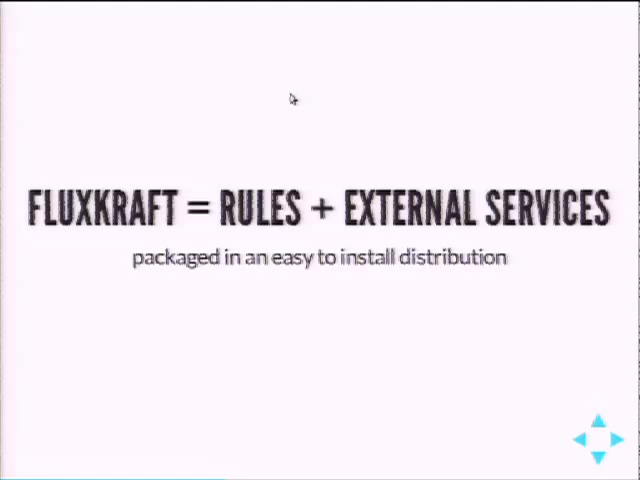 FLUXKRAFT = RULES + EXTERNAL SERVICES
packaged in an easy to install distribution